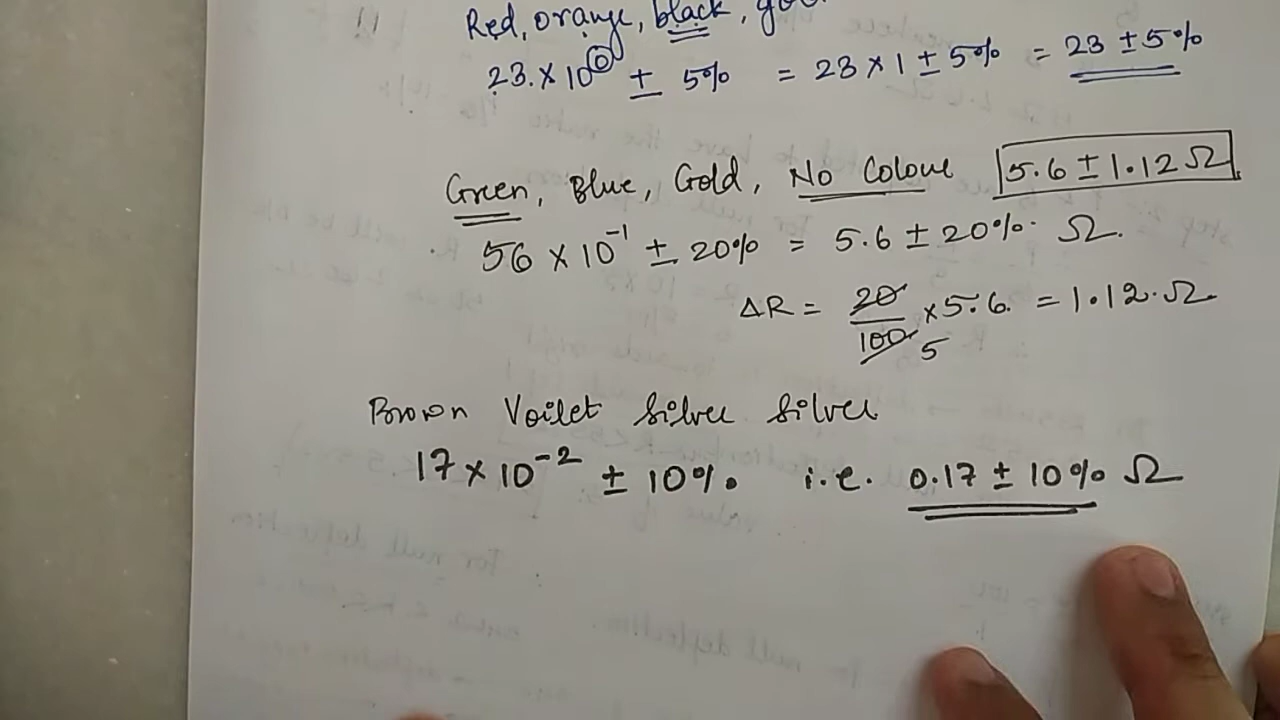 Red, orange, black,
23. × 10⁰ ± 5% = 23 × 1 ± 5% = 23 ± 5%
Green, Blue, Gold, No Colour 5.6 ± 1.12 Ω
56 × 10⁻¹ ± 20% = 5.6 ± 20% Ω.
ΔR = 20/100 × 5.6. = 1.12. Ω
5
Brown Voilet Silver Silver
17 × 10⁻² ± 10%. i.e. 0.17 ± 10% Ω